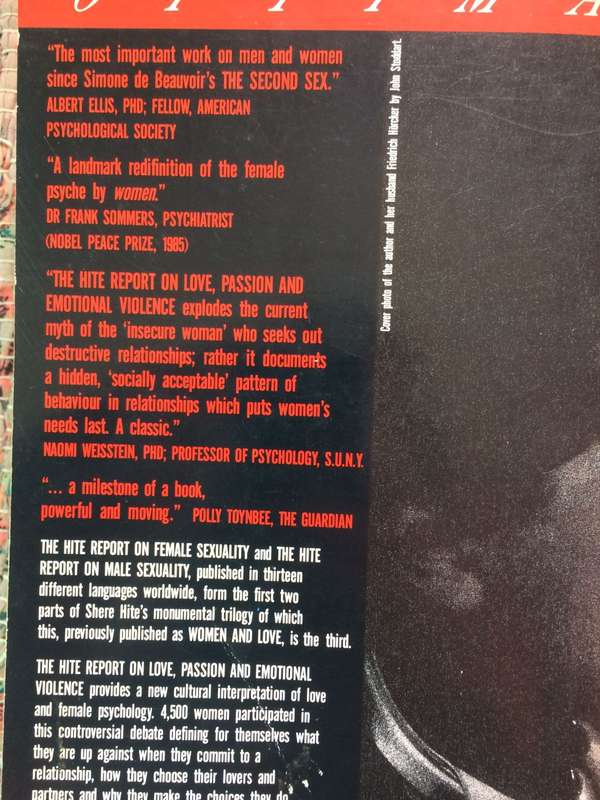 O P T I M A
"The most important work on men and women
since Simone de Beauvoir's THE SECOND SEX."
ALBERT ELLIS, PHD; FELLOW, AMERICAN
PSYCHOLOGICAL SOCIETY
"A landmark redifinition of the female
psyche by women."
DR FRANK SOMMERS, PSYCHIATRIST
(NOBEL PEACE PRIZE, 1985)
"THE HITE REPORT ON LOVE, PASSION AND
EMOTIONAL VIOLENCE explodes the current
myth of the 'insecure woman' who seeks out
destructive relationships; rather it documents
a hidden, 'socially acceptable' pattern of
behaviour in relationships which puts women's
needs last. A classic."
NAOMI WEISSTEIN, PHD; PROFESSOR OF PSYCHOLOGY, S.U.N.Y.
"... a milestone of a book,
powerful and moving." POLLY TOYNBEE, THE GUARDIAN
THE HITE REPORT ON FEMALE SEXUALITY and THE HITE
REPORT ON MALE SEXUALITY, published in thirteen
different languages worldwide, form the first two
parts of Shere Hite's monumental trilogy of which
this, previously published as WOMEN AND LOVE, is the third.
THE HITE REPORT ON LOVE, PASSION AND EMOTIONAL
VIOLENCE provides a new cultural interpretation of love
and female psychology. 4,500 women participated in
this controversial debate defining for themselves what
they are up against when they commit to a
relationship, how they choose their lovers and
partners and why they make the choices they do.
Cover photo of the author and her husband Friedrich Höricker by John Stoddart.